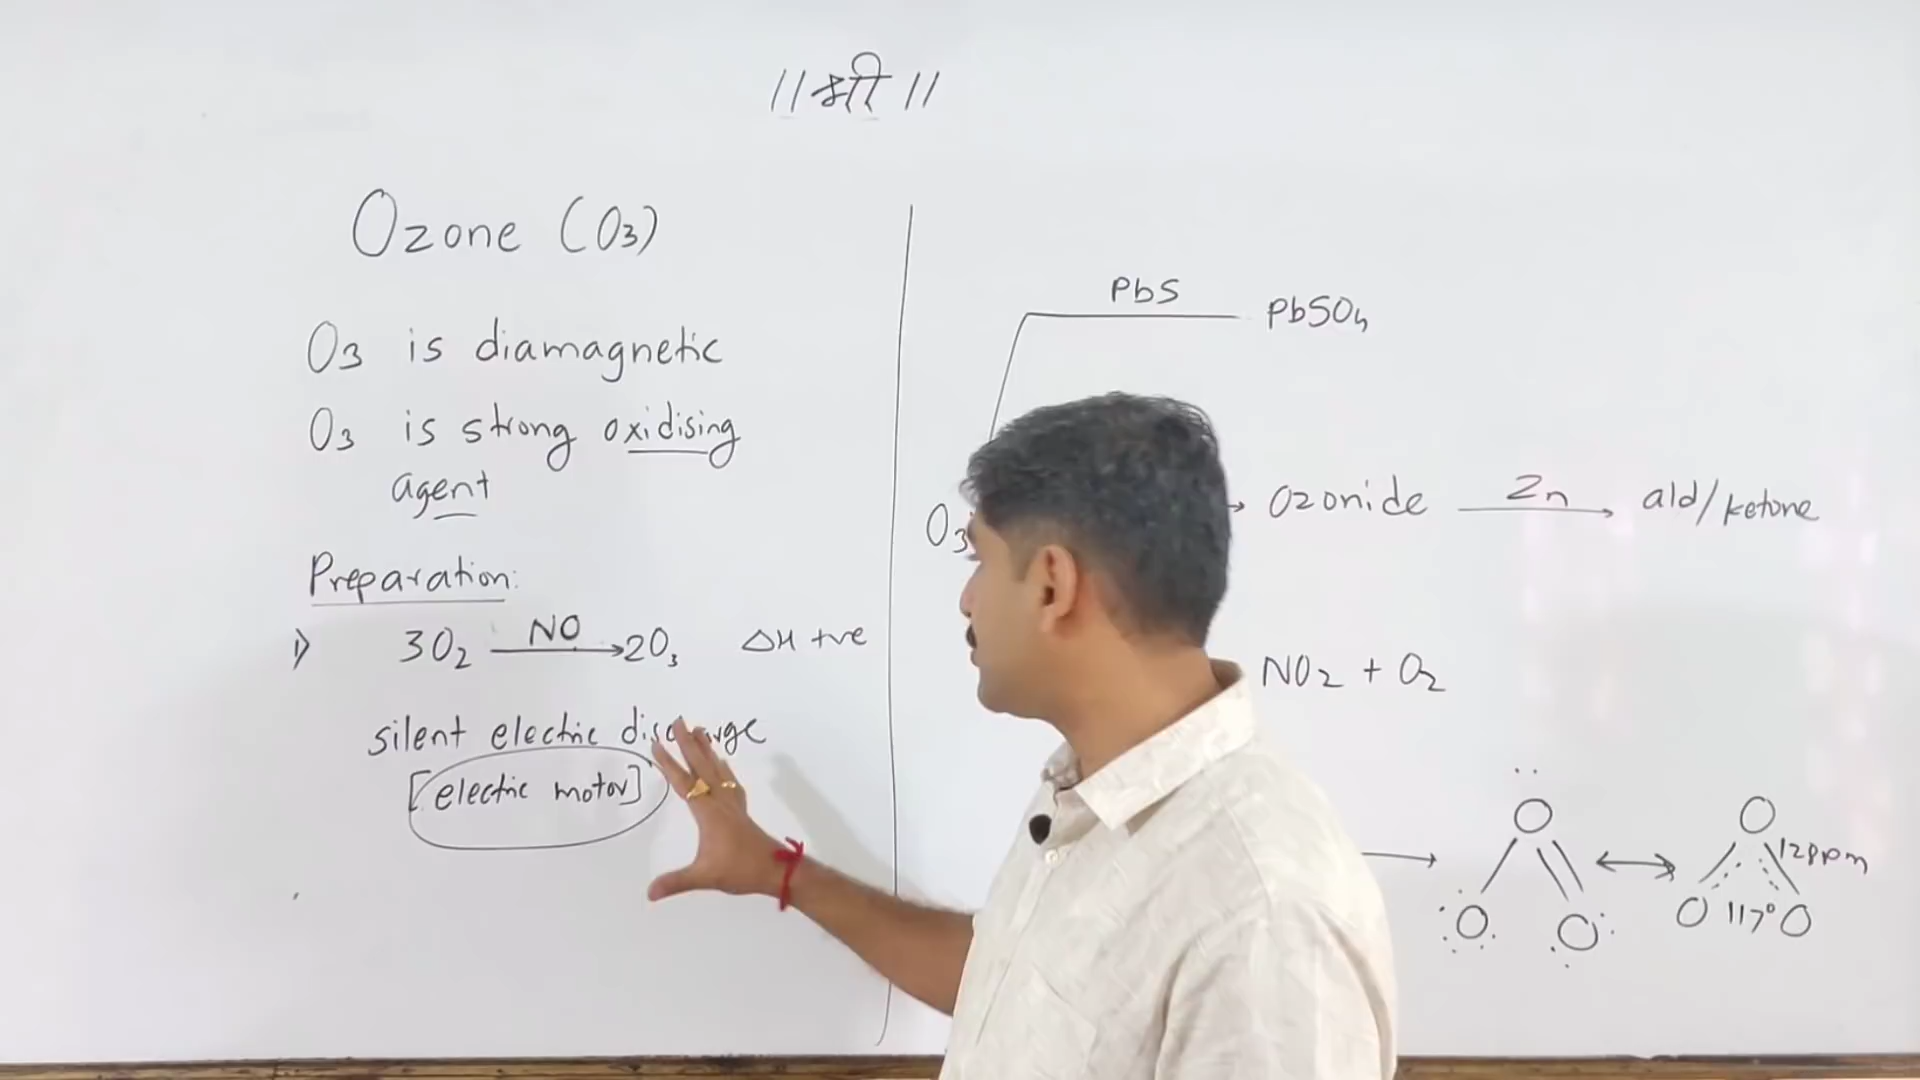 ॥ श्री ॥
Ozone (O3)
O3 is diamagnetic
O3 is strong oxidising
agent
Preparation:
1) 3O2 NO → 2O3 ΔH +ve
silent electric discharge
[electric motor]
PbS
PbSO4
O3 → Ozonide Zn → ald/ketone
NO2 + O2
→ O O O ↔ O O O 128pm 117°